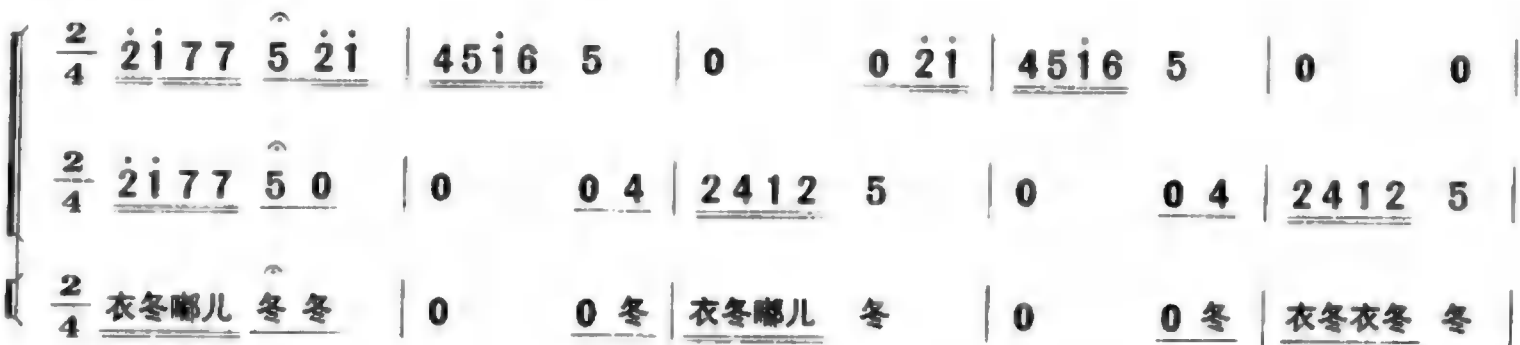 2/4 2̇1̇77 5 2̇1̇ | 451̇6 5 | 0 0 2̇1̇ | 451̇6 5 | 0 0 |
2/4 2̇1̇77 5 0 | 0 0 4 | 2412 5 | 0 0 4 | 2412 5 |
2/4 衣冬嘟儿 冬冬 | 0 0冬 | 衣冬嘟儿 冬 | 0 0冬 | 衣冬衣冬 冬 |